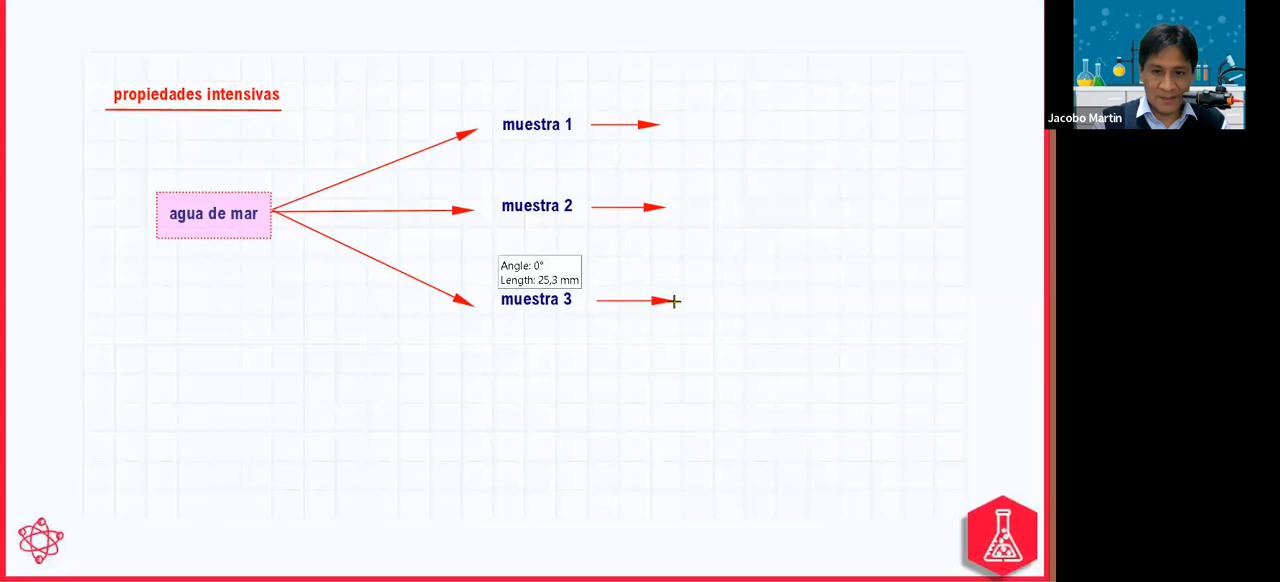 propiedades intensivas
muestra 1
agua de mar
muestra 2
Angle: 0°
Length: 25,3 mm
muestra 3
Jacobo Martin